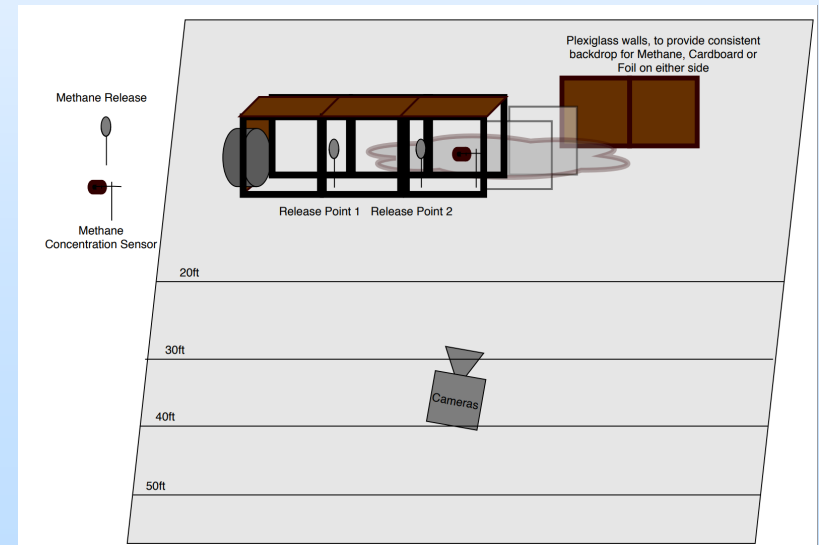 Plexiglass walls, to provide consistent
backdrop for Methane, Cardboard or
Foil on either side
Methane Release
Methane
Concentration Sensor
Release Point 1
Release Point 2
20ft
30ft
Cameras
40ft
50ft